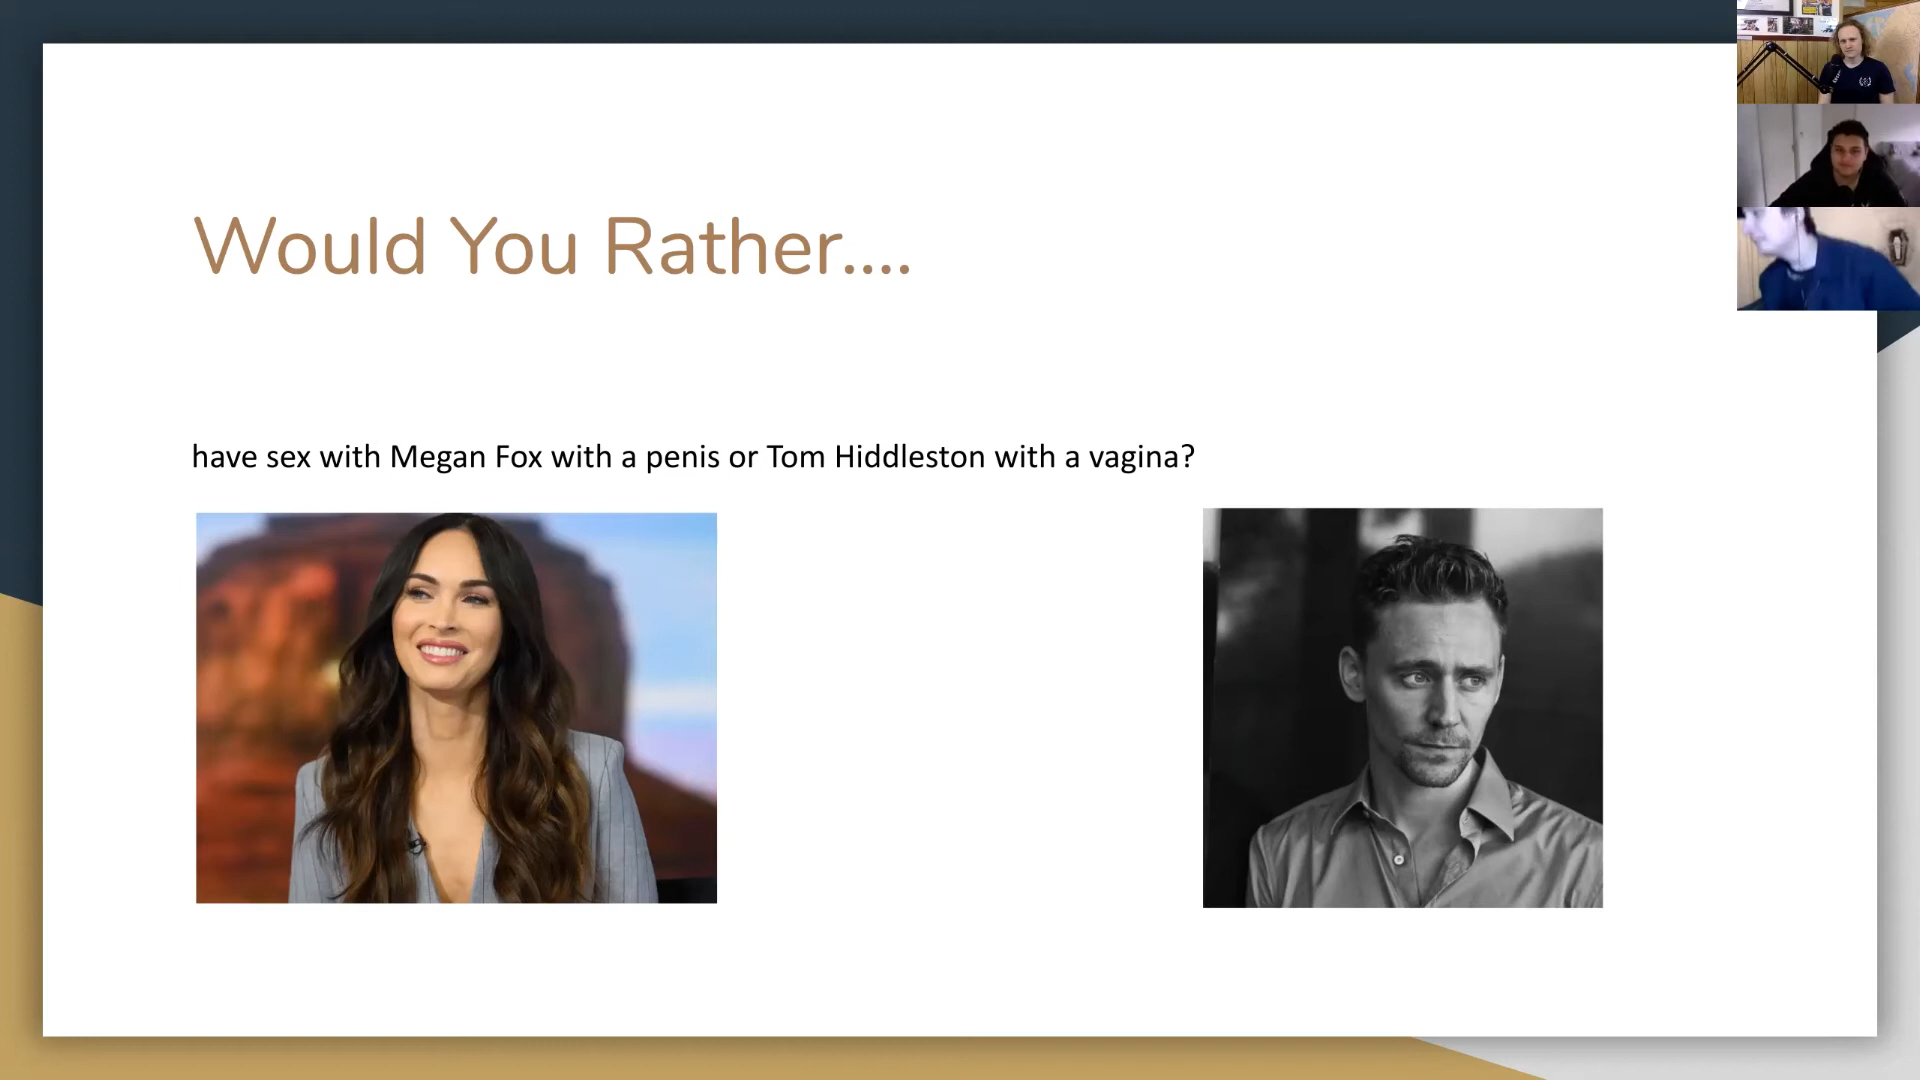 Would You Rather....
have sex with Megan Fox with a penis or Tom Hiddleston with a vagina?